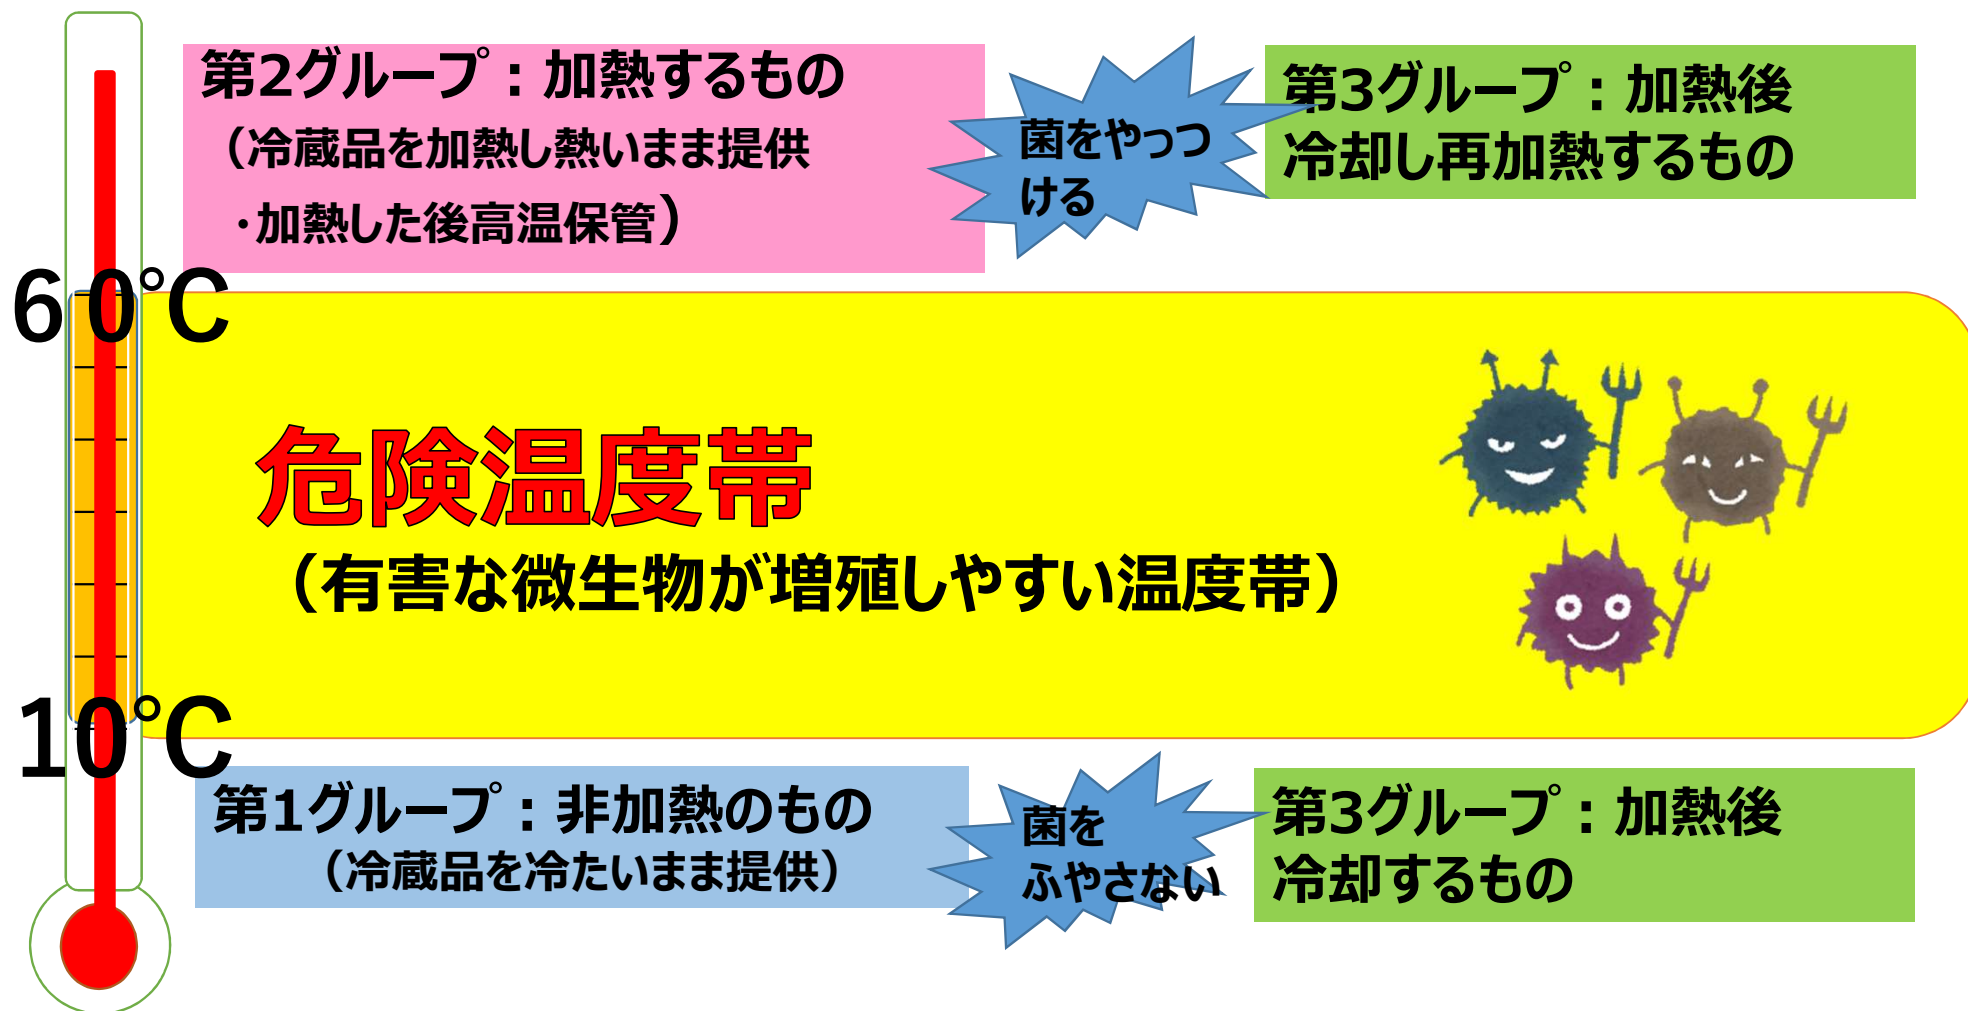 第2グループ：加熱するもの
（冷蔵品を加熱し熱いまま提供
・加熱した後高温保管）
菌をやっつ
ける
第3グループ：加熱後
冷却し再加熱するもの
６０℃
危険温度帯
（有害な微生物が増殖しやすい温度帯）
10℃
第1グループ：非加熱のもの
（冷蔵品を冷たいまま提供）
菌を
ふやさない
第3グループ：加熱後
冷却するもの